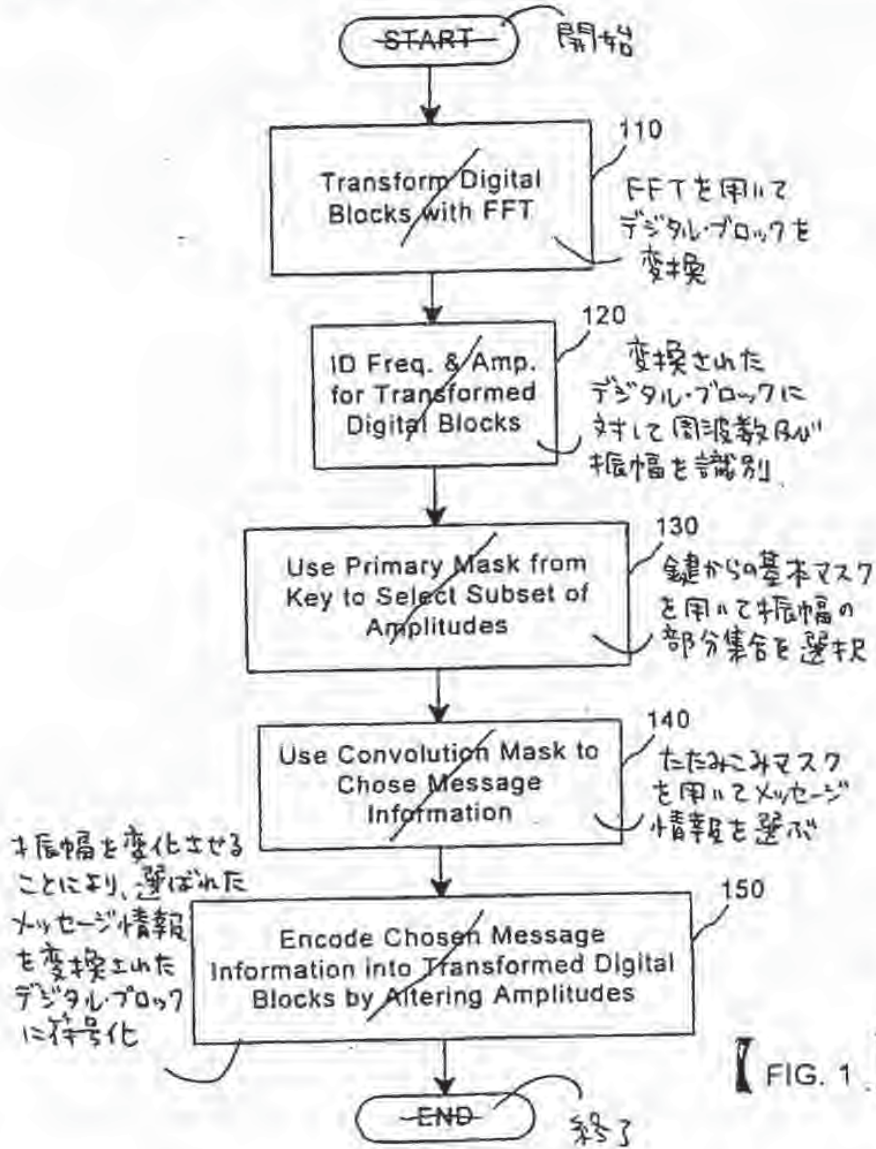 START
開始
110
Transform Digital
Blocks with FFT
FFTを用いて
デジタル・ブロックを
変換
120
ID Freq. & Amp.
for Transformed
Digital Blocks
変換された
デジタル・ブロックに
対して周波数及び
振幅を識別
130
Use Primary Mask from
Key to Select Subset of
Amplitudes
鍵からの基本マスク
を用いて振幅の
部分集合を選択
140
Use Convolution Mask to
Chose Message
Information
たたみこみマスク
を用いてメッセージ
情報を選ぶ
150
Encode Chosen Message
Information into Transformed Digital
Blocks by Altering Amplitudes
振幅を変化させる
ことにより、選ばれた
メッセージ情報
を変換された
デジタル・ブロック
に符号化
END
終了
【 FIG. 1